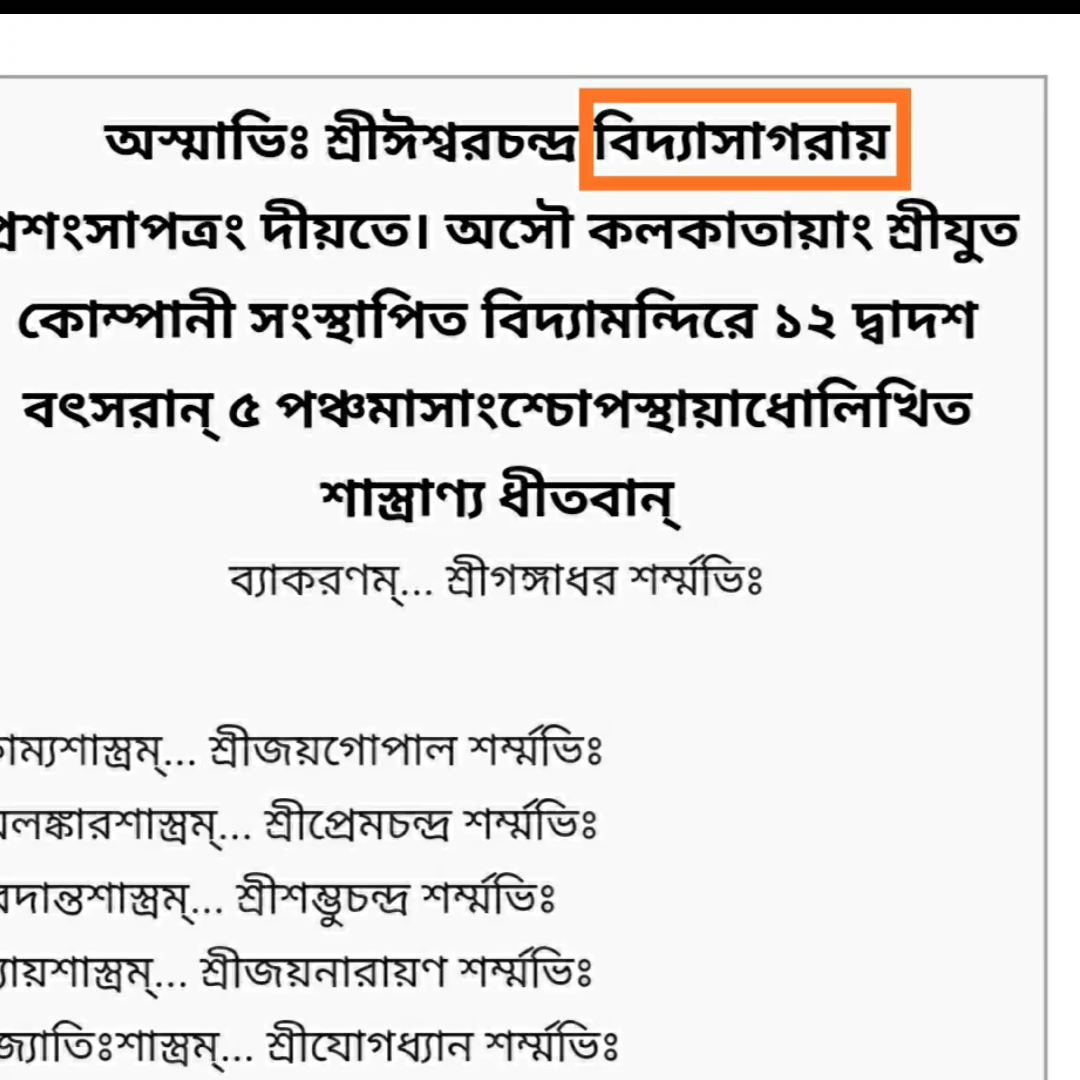 অস্মাভিঃ শ্রীঈশ্বরচন্দ্র বিদ্যাসাগরায়
প্রশংসাপত্রং দীয়তে। অসৌ কলকাতায়াং শ্রীযুত
কোম্পানী সংস্থাপিত বিদ্যামন্দিরে ১২ দ্বাদশ
বৎসরান্ ৫ পঞ্চমাসাংশ্চোপস্থায়াধোলিখিত
শাস্ত্রাণ্য ধীতবান্
ব্যাকরণম্... শ্রীগঙ্গাধর শর্ম্মভিঃ
শ্রীজয়গোপাল শর্ম্মভিঃ
শ্রীপ্রেমচন্দ্র শর্ম্মভিঃ
শ্রীশম্ভুচন্দ্র শর্ম্মভিঃ
শ্রীজয়নারায়ণ শর্ম্মভিঃ
শ্রীযোগধ্যান শর্ম্মভিঃ